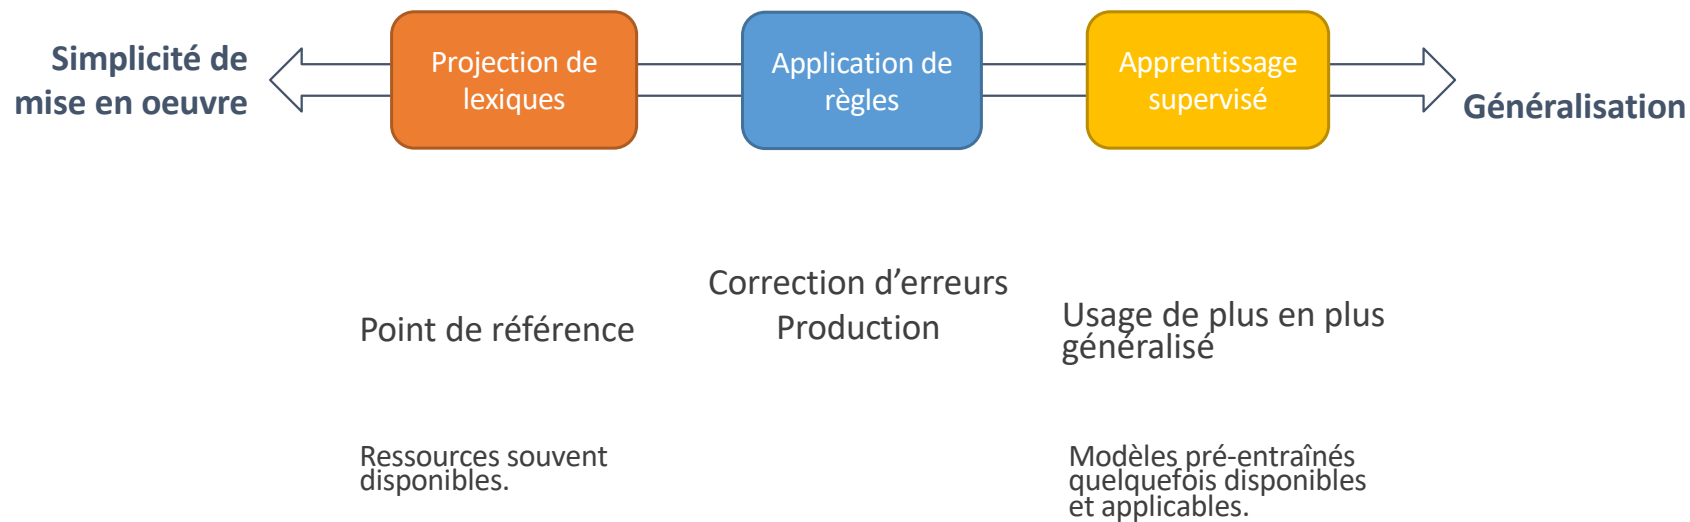 Simplicité de
mise en oeuvre
Projection de
lexiques
Application de
règles
Apprentissage
supervisé
Généralisation
Point de référence
Correction d’erreurs
Production
Usage de plus en plus
généralisé
Ressources souvent
disponibles.
Modèles pré-entraînés
quelquefois disponibles
et applicables.